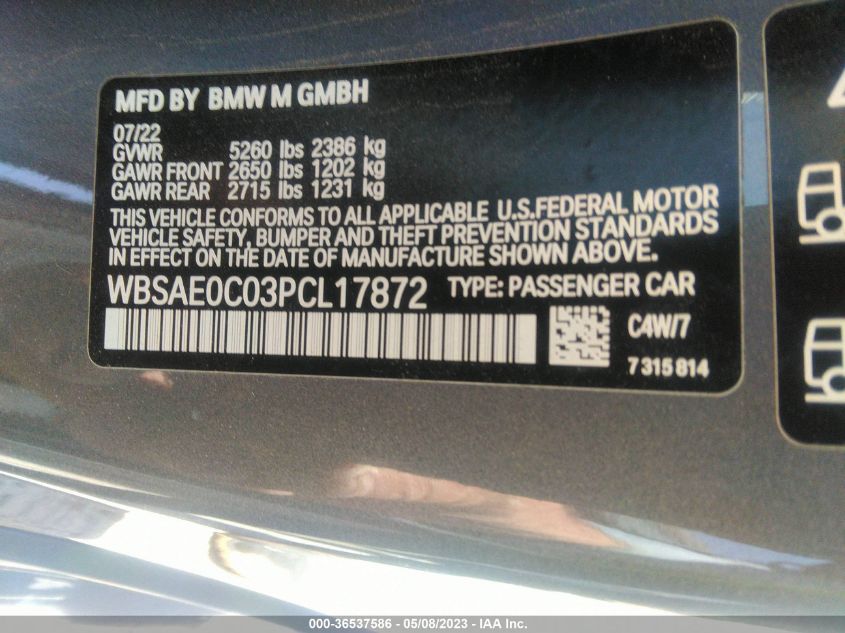 MFD BY BMW M GMBH
07/22
GVWR 5260 lbs 2386 kg
GAWR FRONT 2650 lbs 1202 kg
GAWR REAR 2715 lbs 1231 kg
THIS VEHICLE CONFORMS TO ALL APPLICABLE U.S.FEDERAL MOTOR
VEHICLE SAFETY, BUMPER AND THEFT PREVENTION STANDARDS
IN EFFECT ON THE DATE OF MANUFACTURE SHOWN ABOVE.
WBSAE0C03PCL17872 TYPE: PASSENGER CAR
C4W/7
7 315 814
000-36537586 - 05/08/2023 - IAA Inc.